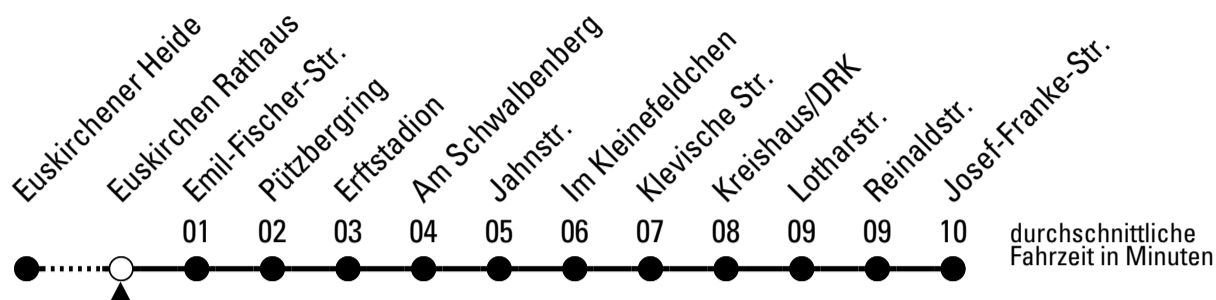 Euskirchener Heide
Euskirchen Rathaus
Emil-Fischer-Str.
Pützbergring
Erftstadion
Am Schwalbenberg
Jahnstr.
Im Kleinefeldchen
Klevische Str.
Kreishaus/DRK
Lotharstr.
Reinaldstr.
Josef-Franke-Str.
01 02 03 04 05 06 07 08 09 09 10
durchschnittliche
Fahrzeit in Minuten